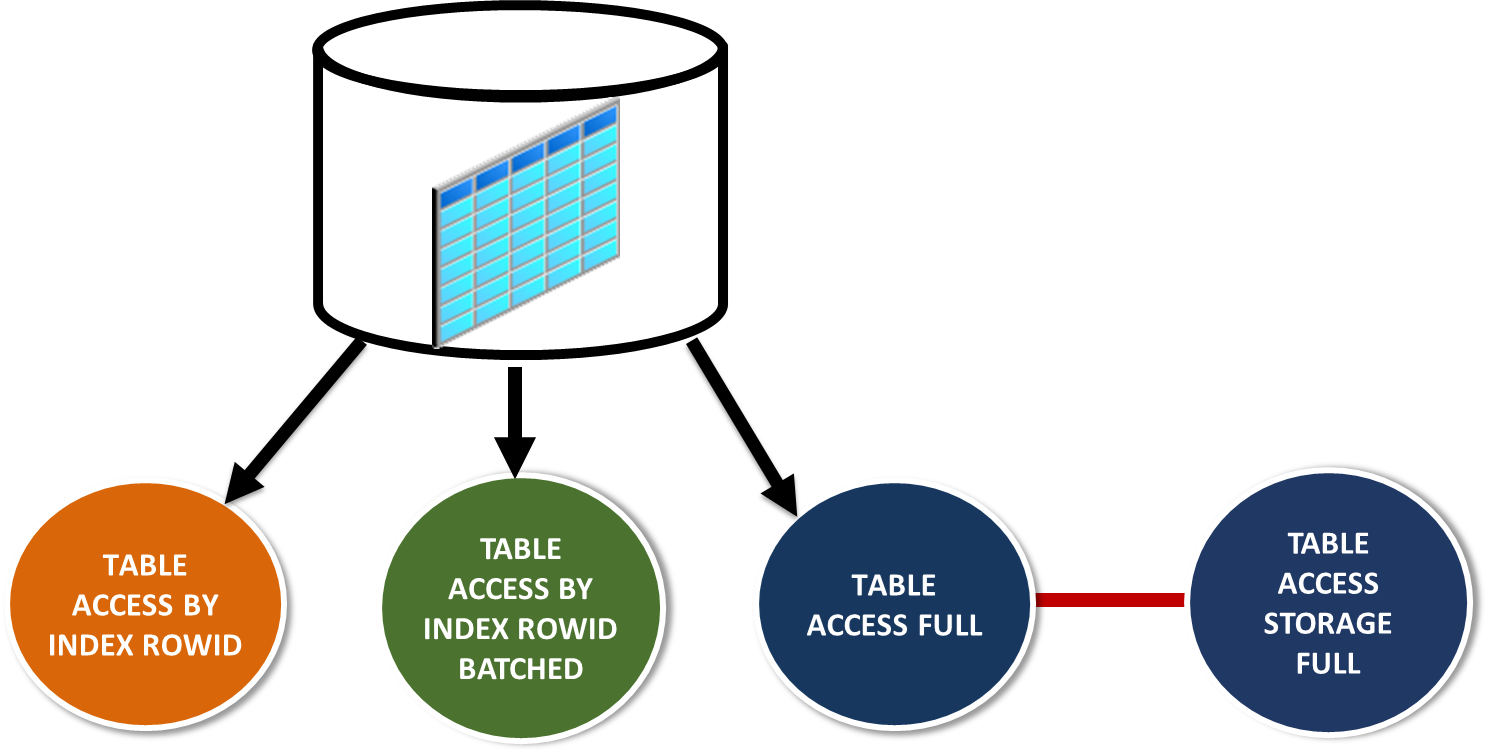 TABLE
ACCESS BY
INDEX ROWID
TABLE
ACCESS BY
INDEX ROWID
BATCHED
TABLE
ACCESS FULL
TABLE
ACCESS
STORAGE
FULL